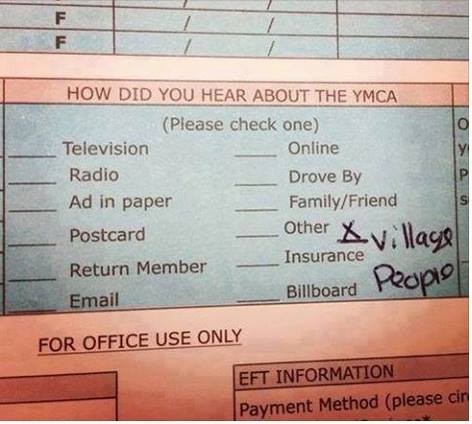 F / /
F / /
HOW DID YOU HEAR ABOUT THE YMCA
(Please check one)
Television Online
Radio Drove By
Ad in paper Family/Friend
Postcard Other X Village
Return Member Insurance People
Email Billboard
FOR OFFICE USE ONLY
EFT INFORMATION
Payment Method (please